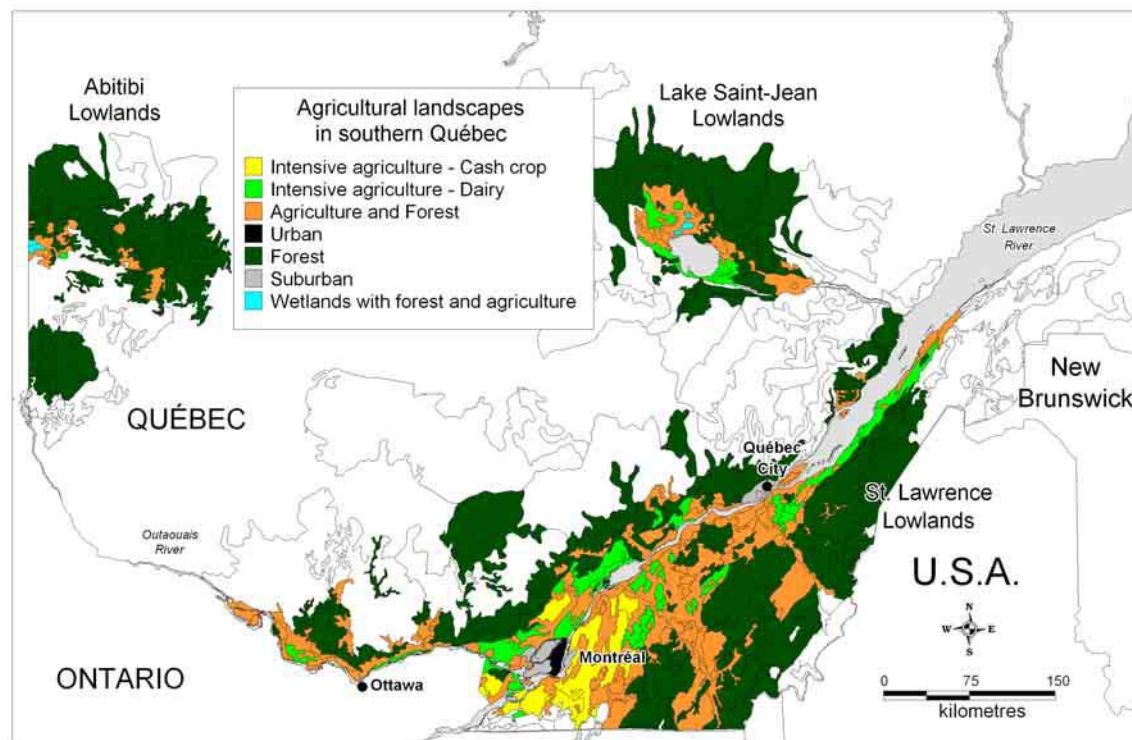 Abitibi
Lowlands
Agricultural landscapes
in southern Québec
Intensive agriculture - Cash crop
Intensive agriculture - Dairy
Agriculture and Forest
Urban
Forest
Suburban
Wetlands with forest and agriculture
Lake Saint-Jean
Lowlands
St. Lawrence
River
New
Brunswick
QUÉBEC
Québec
City
St. Lawrence
Lowlands
Outaouais
River
U.S.A.
N
W E
S
Montréal
ONTARIO
Ottawa
0 75 150
kilometres